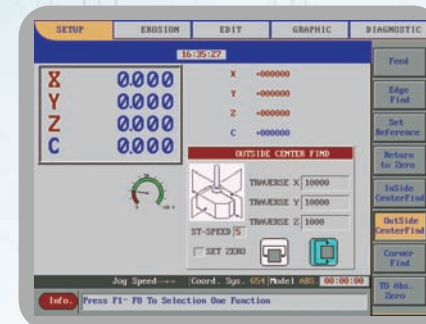 SETUP EROSION EDIT GRAPHIC DIAGNOSTIC
16:35:27
X 0.000
Y 0.000
Z 0.000
C 0.000
X +000000
Y +000000
Z +000000
C +000000
OUTSIDE CENTER FIND
TRAVERSE X 10000
TRAVERSE Y 10000
TRAVERSE Z 1000
ST-SPEED 5
SET ZERO
Jog Speed--- Coord. Sys. G54 Model ABS. 00:00:00
Info. Press F1- F8 To Selection One Function
Feed
Edge
Find
Set
Reference
Return
to Zero
InSide
CenterFind
OutSide
CenterFind
Corner
Find
TO Abs.
Zero